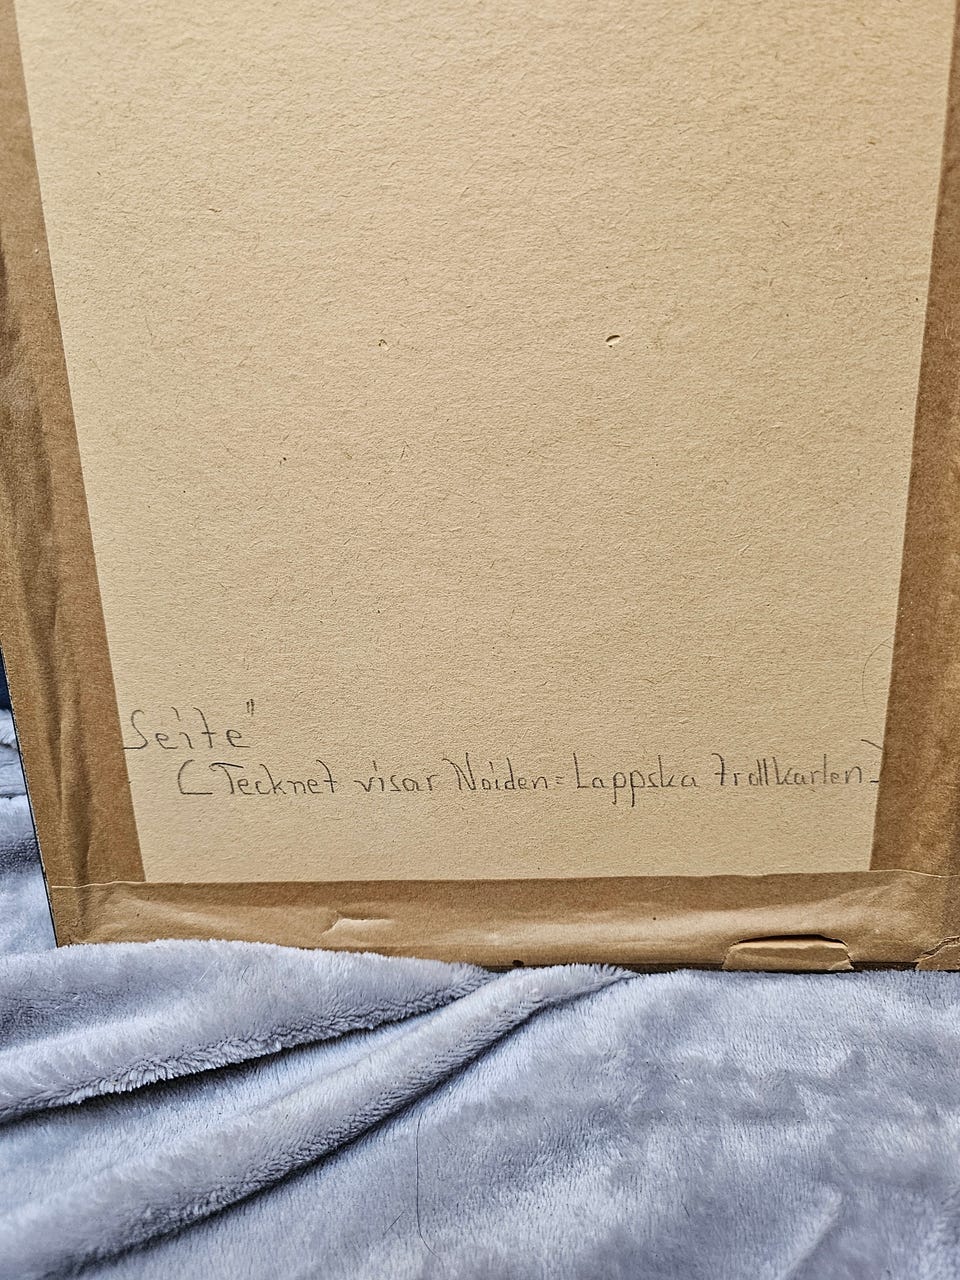 Seite"
(Tecknet visar Noiden=Lappska trollkarlen)